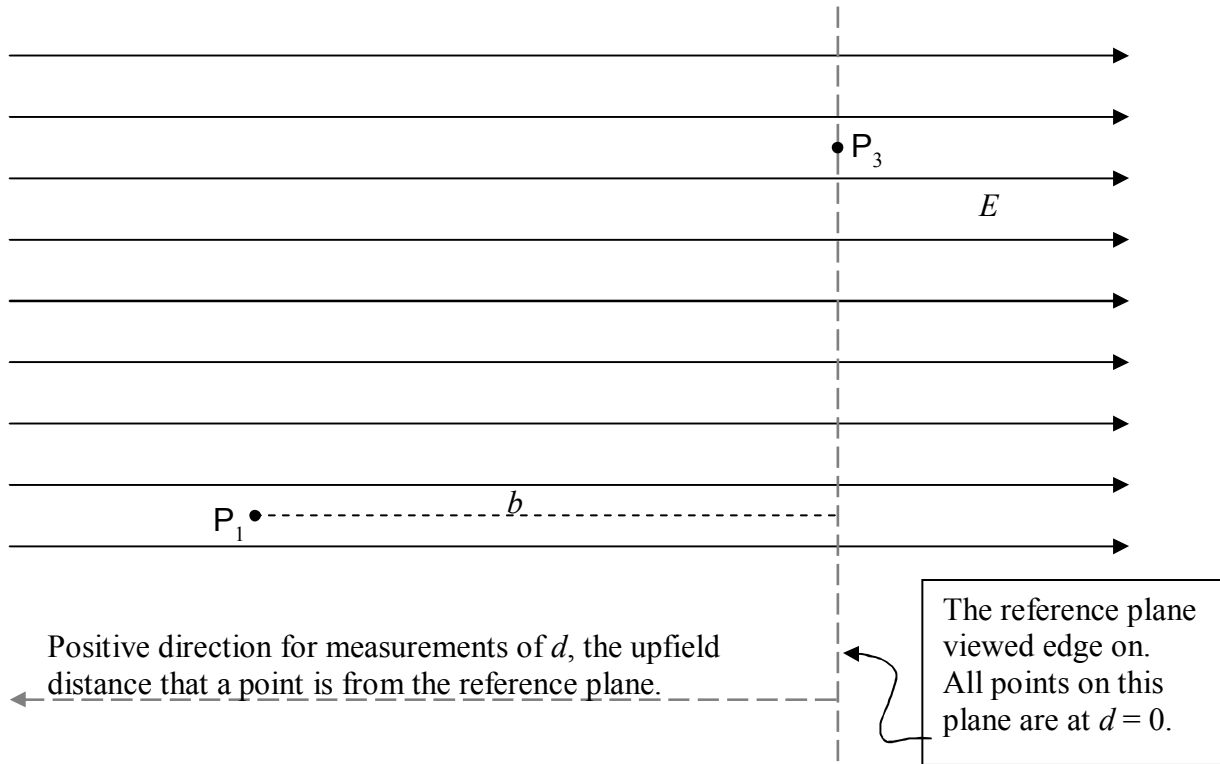 P3
E
b
P1
Positive direction for measurements of d, the upfield
distance that a point is from the reference plane.
The reference plane
viewed edge on.
All points on this
plane are at d = 0.